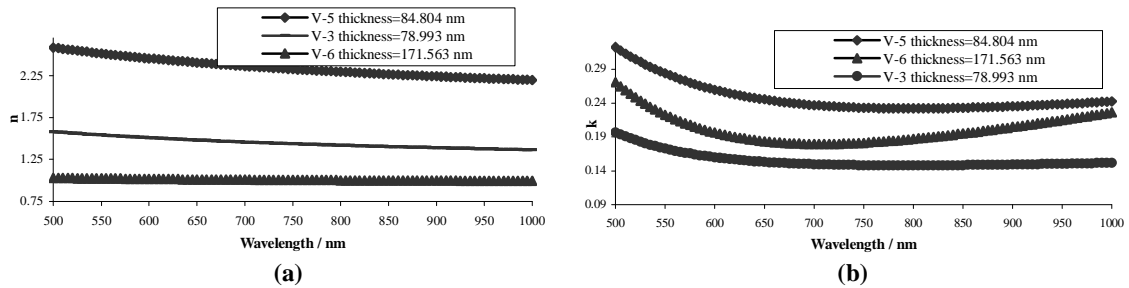 V-5 thickness=84.804 nm
V-3 thickness=78.993 nm
V-6 thickness=171.563 nm
2.25
1.75
1.25
0.75
n
500 550 600 650 700 750 800 850 900 950 1000
Wavelength / nm
(a)
V-5 thickness=84.804 nm
V-6 thickness=171.563 nm
V-3 thickness=78.993 nm
0.29
0.24
0.19
0.14
0.09
k
500 550 600 650 700 750 800 850 900 950 1000
Wavelength / nm
(b)